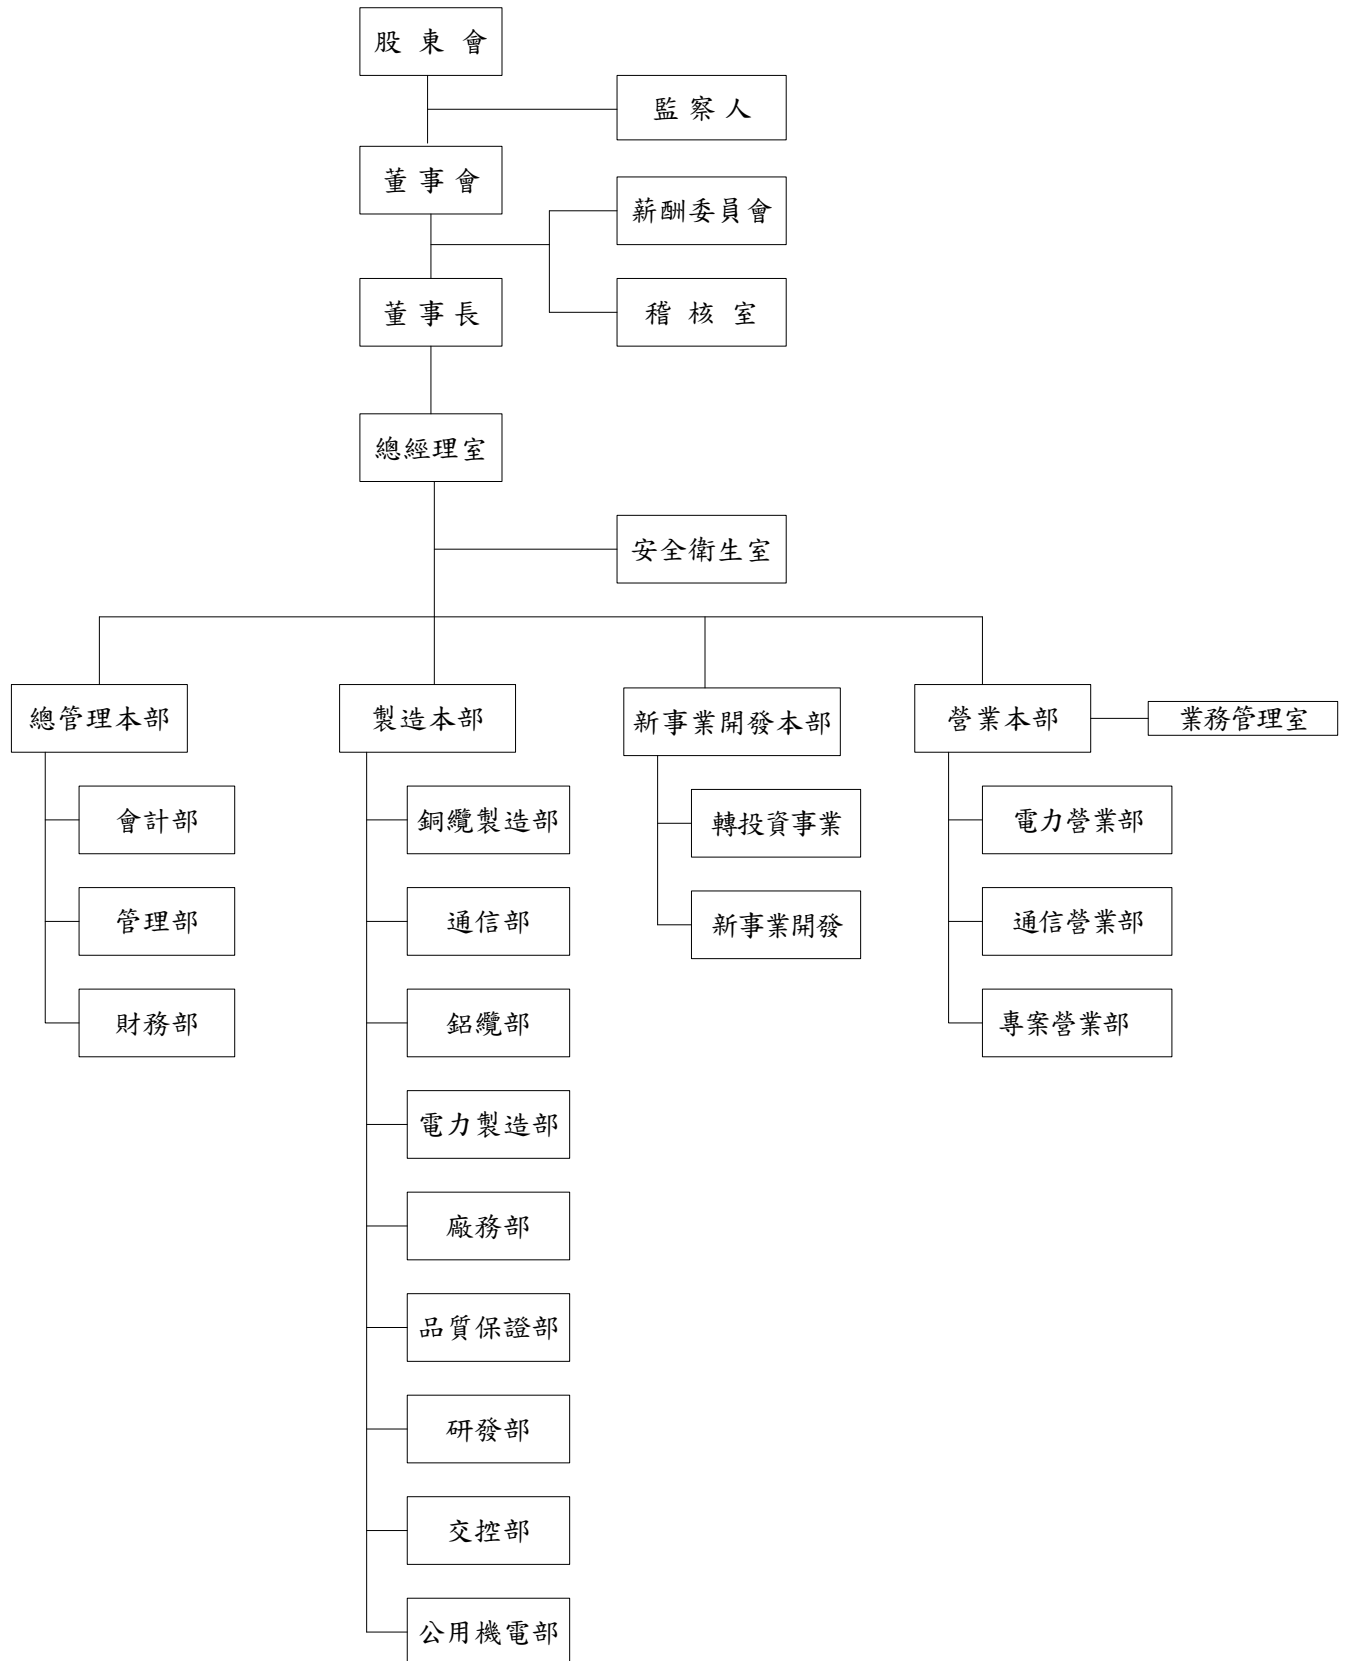 股東會
監察人
董事會
薪酬委員會
董事長
稽核室
總經理室
安全衛生室
總管理本部
製造本部
新事業開發本部
營業本部
業務管理室
會計部
管理部
財務部
銅纜製造部
通信部
鋁纜部
電力製造部
廠務部
品質保證部
研發部
交控部
公用機電部
轉投資事業
新事業開發
電力營業部
通信營業部
專案營業部